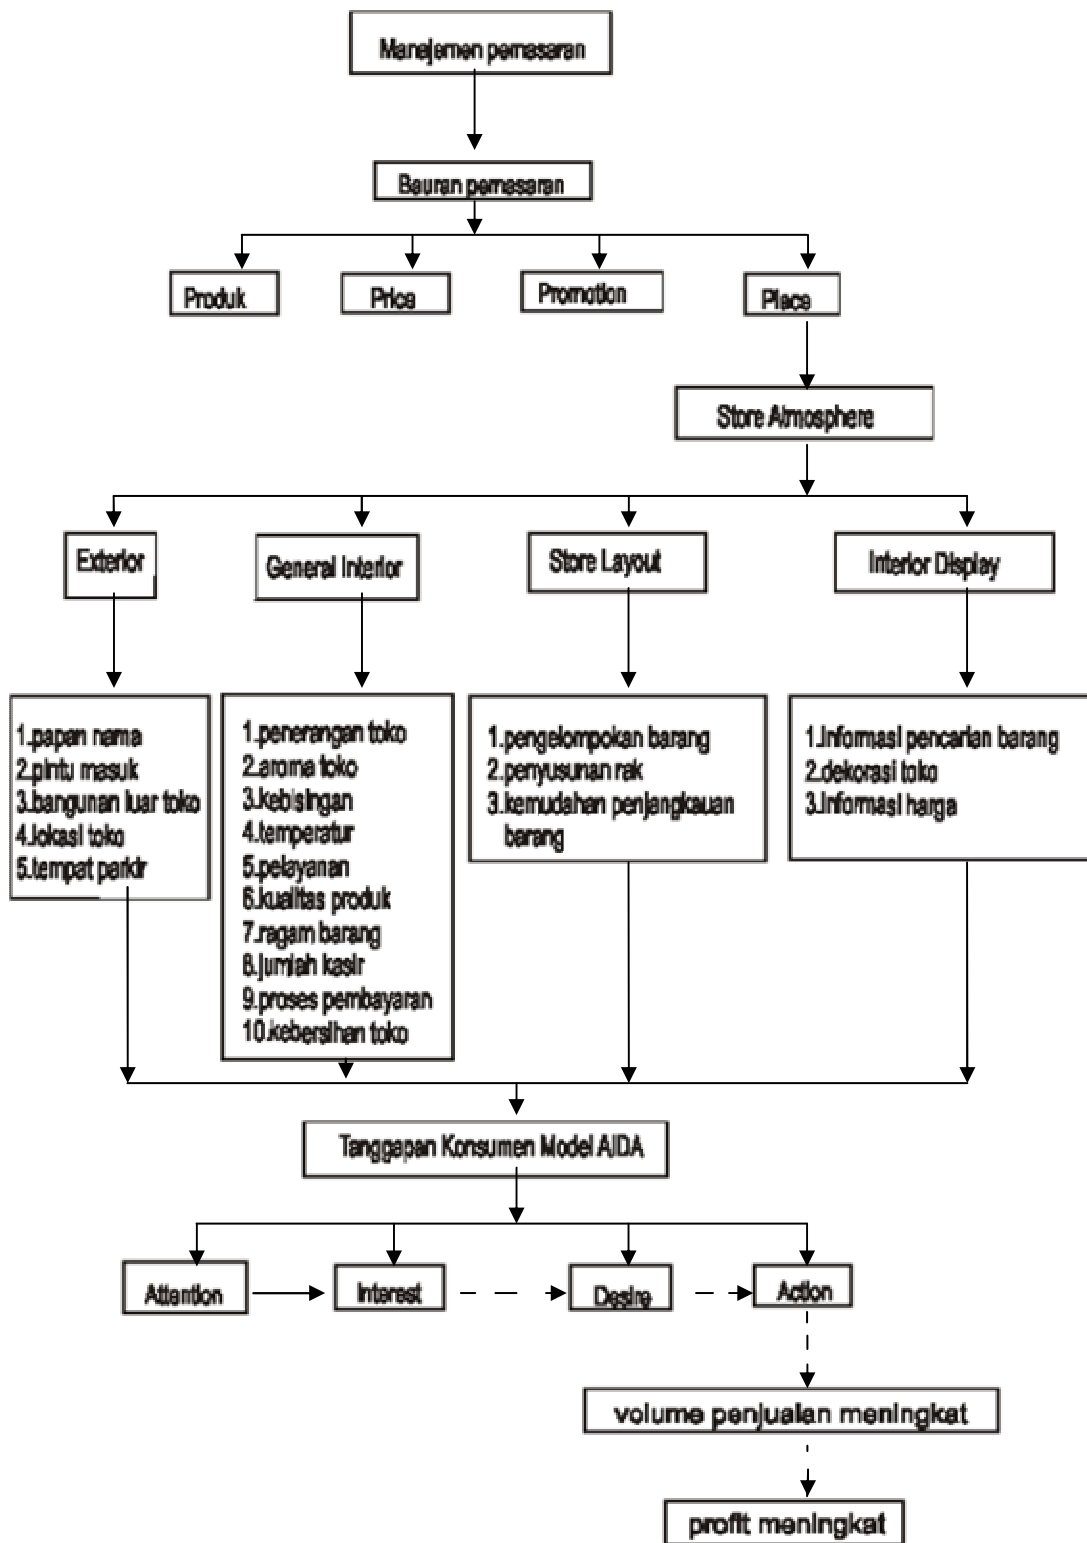 Manajemen pemasaran
Bauran pemasaran
Produk
Price
Promotion
Place
Store Atmosphere
Exterior
General Interior
Store Layout
Interior Display
1.papan nama
2.pintu masuk
3.bangunan luar toko
4.lokasi toko
5.tempat parkir
1.penerangan toko
2.aroma toko
3.kebisingan
4.temperatur
5.pelayanan
6.kualitas produk
7.ragam barang
8.jumlah kasir
9.proses pembayaran
10.kebersihan toko
1.pengelompokan barang
2.penyusunan rak
3.kemudahan penjangkauan
barang
1.informasi pencarian barang
2.dekorasi toko
3.informasi harga
Tanggapan Konsumen Model AIDA
Attention
Interest
Desire
Action
volume penjualan meningkat
profit meningkat